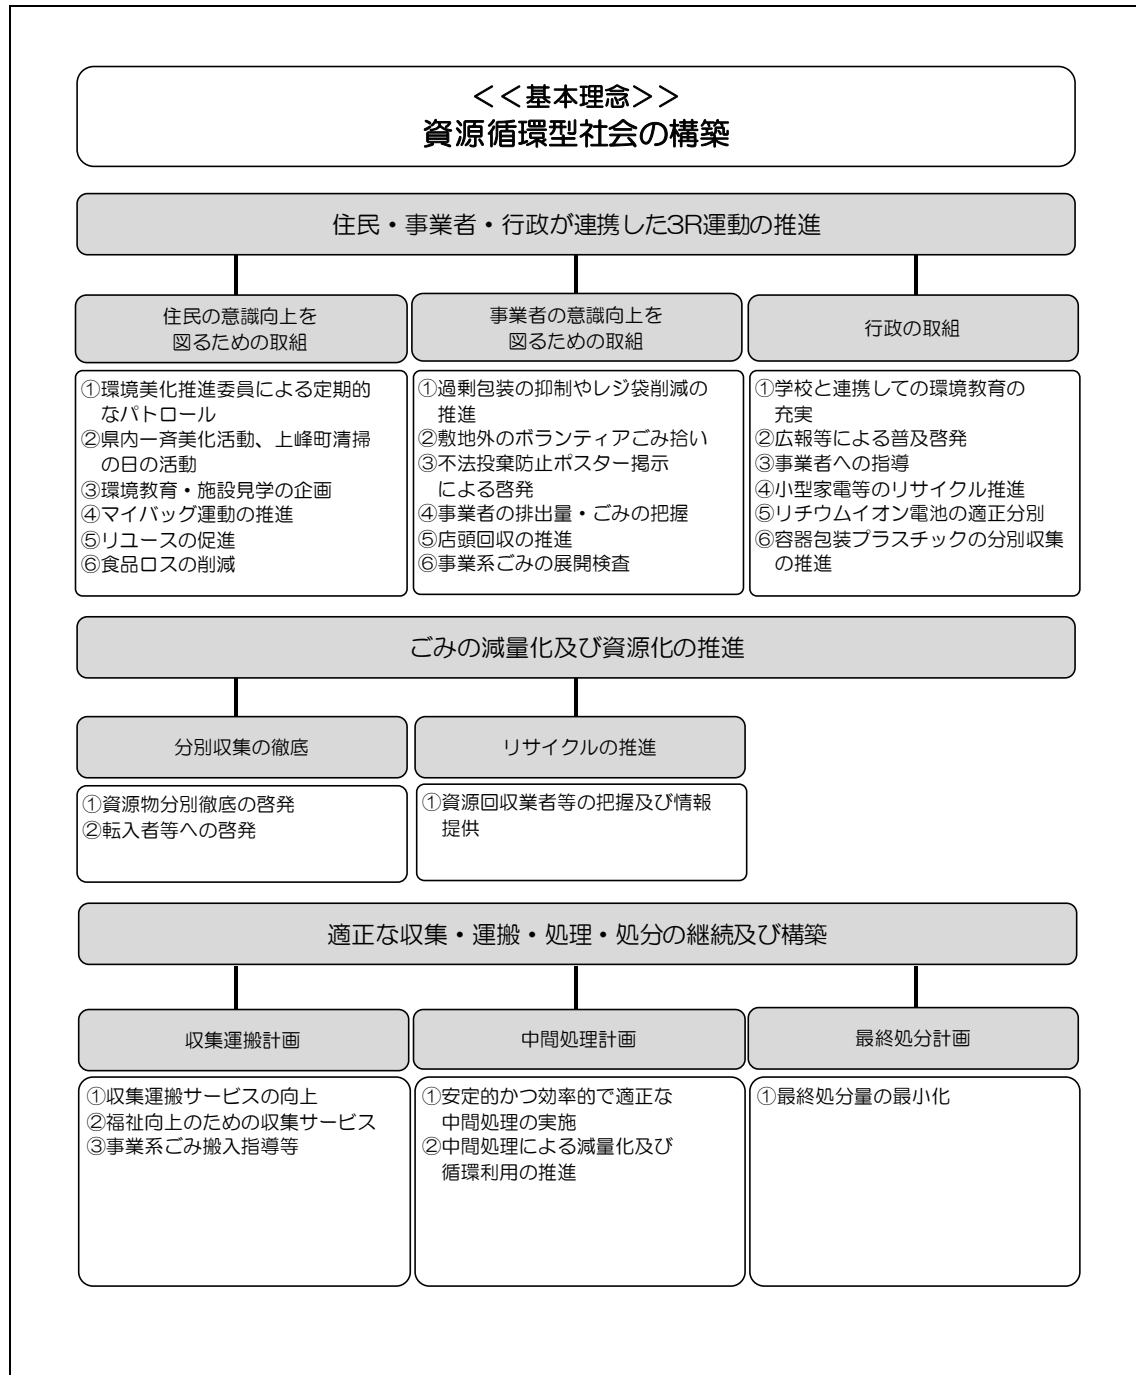 ＜＜基本理念＞＞
資源循環型社会の構築
住民・事業者・行政が連携した3R運動の推進
住民の意識向上を
図るための取組
①環境美化推進委員による定期的
なパトロール
②県内一斉美化活動、上峰町清掃
の日の活動
③環境教育・施設見学の企画
④マイバッグ運動の推進
⑤リユースの促進
⑥食品ロスの削減
事業者の意識向上を
図るための取組
①過剰包装の抑制やレジ袋削減の
推進
②敷地外のボランティアごみ拾い
③不法投棄防止ポスター掲示
による啓発
④事業者の排出量・ごみの把握
⑤店頭回収の推進
⑥事業系ごみの展開検査
行政の取組
①学校と連携しての環境教育の
充実
②広報等による普及啓発
③事業者への指導
④小型家電等のリサイクル推進
⑤リチウムイオン電池の適正分別
⑥容器包装プラスチックの分別収集
の推進
ごみの減量化及び資源化の推進
分別収集の徹底
①資源物分別徹底の啓発
②転入者等への啓発
リサイクルの推進
①資源回収業者等の把握及び情報
提供
適正な収集・運搬・処理・処分の継続及び構築
収集運搬計画
①収集運搬サービスの向上
②福祉向上のための収集サービス
③事業系ごみ搬入指導等
中間処理計画
①安定的かつ効率的で適正な
中間処理の実施
②中間処理による減量化及び
循環利用の推進
最終処分計画
①最終処分量の最小化